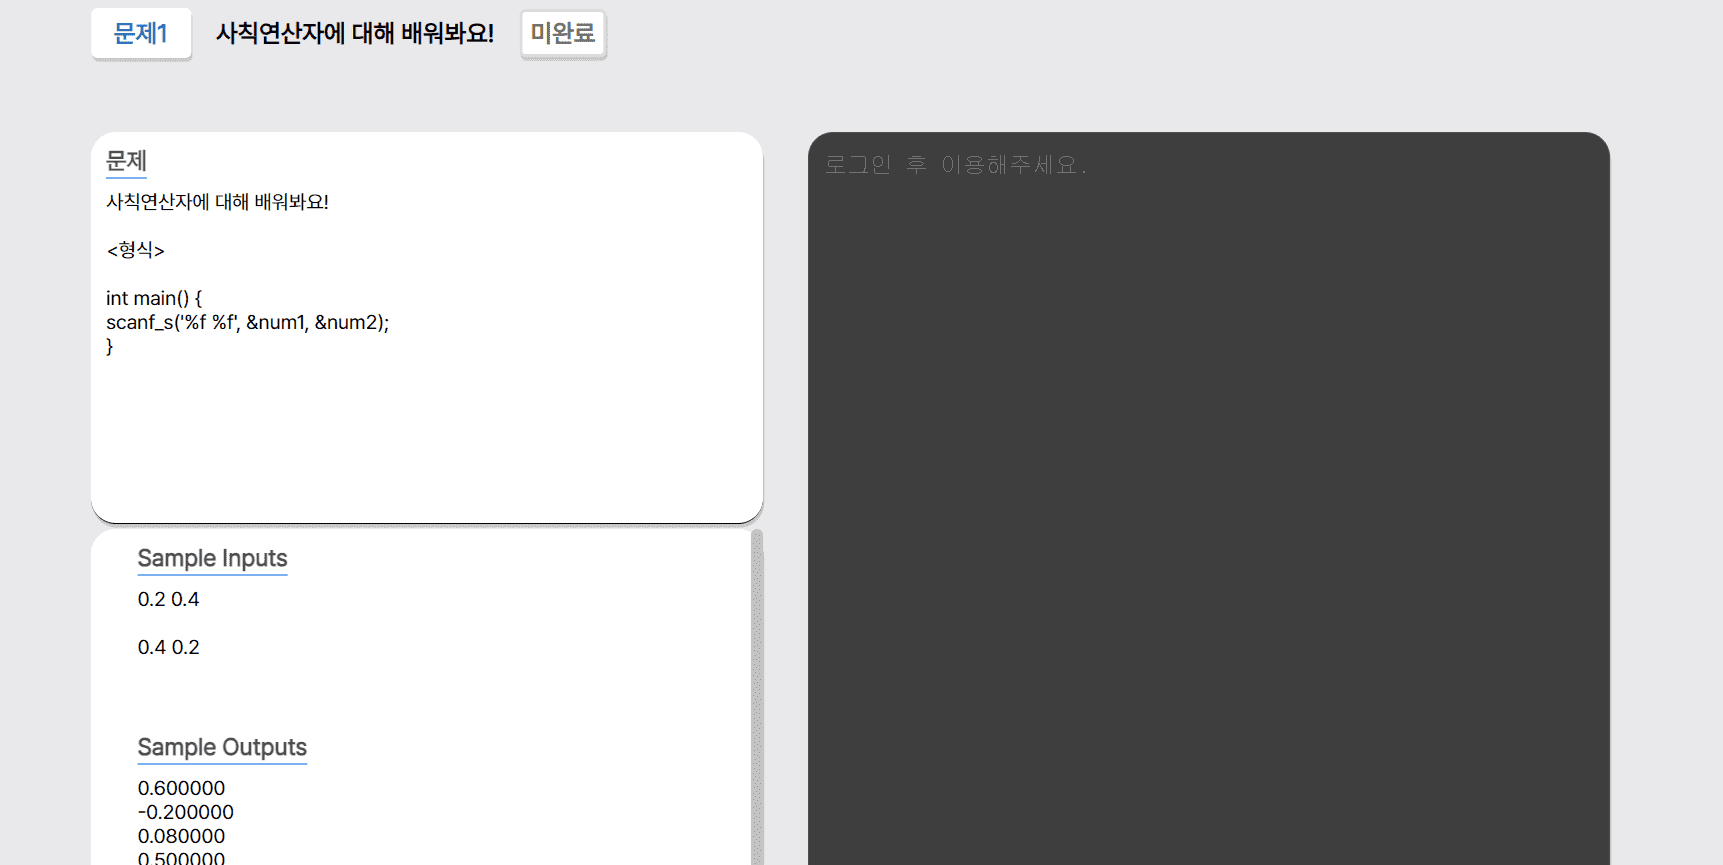 문제1 사칙연산자에 대해 배워봐요! 미완료
문제
사칙연산자에 대해 배워봐요!
<형식>
int main() {
scanf_s('%f %f', &num1, &num2);
}
로그인 후 이용해주세요.
Sample Inputs
0.2 0.4
0.4 0.2
Sample Outputs
0.600000
-0.200000
0.080000
0.500000